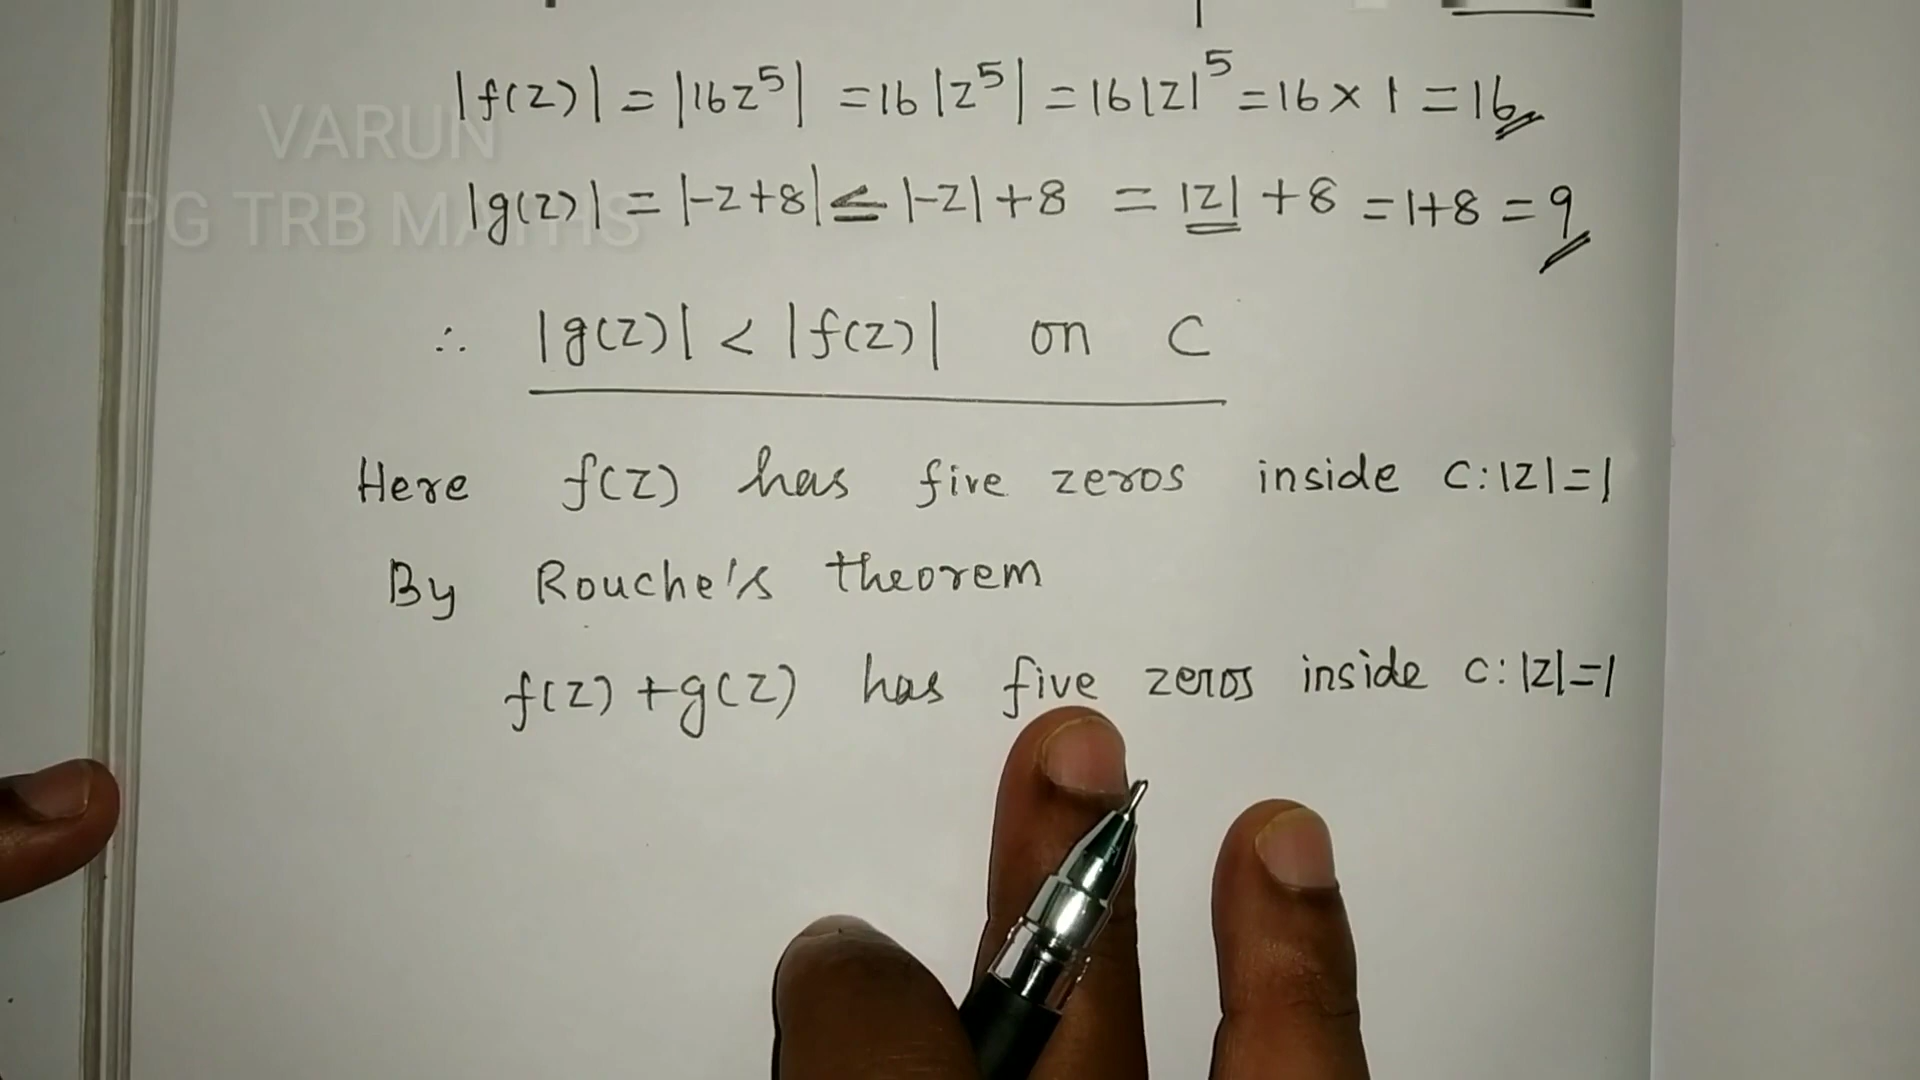 |f(z)| = |16z⁵| = 16|z⁵| = 16|z|⁵ = 16 × 1 = 16
VARUN
|g(z)| = |-z+8| ≤ |-z|+8 = |z|+8 = 1+8 = 9
PG TRB MATHS
∴ |g(z)| < |f(z)| on C
Here f(z) has five zeros inside C:|z|=1
By Rouche's theorem
f(z)+g(z) has five zeros inside C:|z|=1